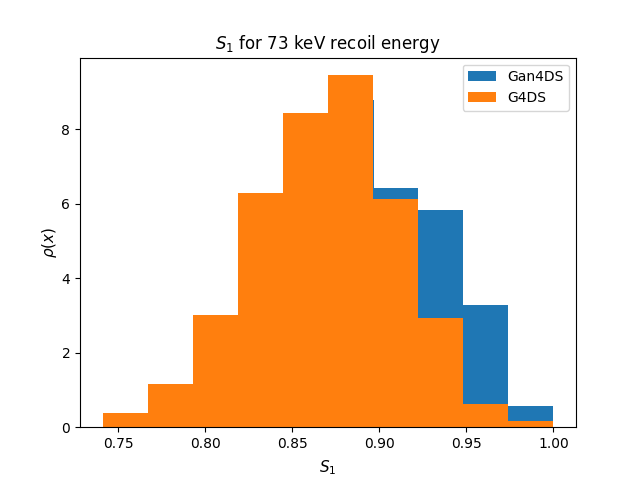 S₁ for 73 keV recoil energy
Gan4DS
G4DS
ρ(x)
8
6
4
2
0
0.75 0.80 0.85 0.90 0.95 1.00
S₁